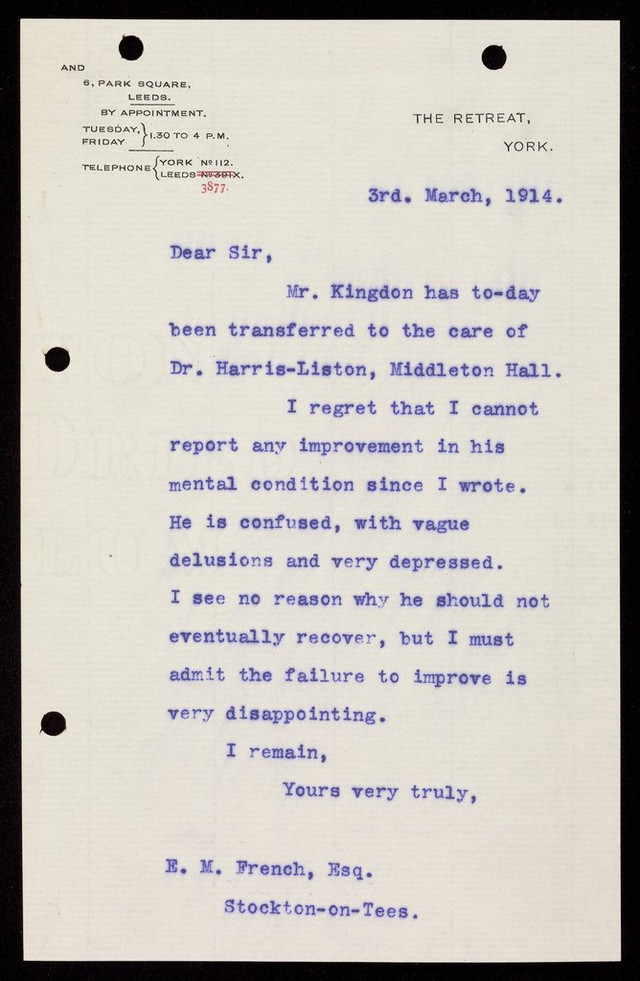 AND
6, PARK SQUARE,
LEEDS.
BY APPOINTMENT.
TUESDAY,
FRIDAY } 1.30 TO 4 P.M.
TELEPHONE { YORK Nº 112.
LEEDS Nº 391X.
3877.
THE RETREAT,
YORK.
3rd. March, 1914.
Dear Sir,
Mr. Kingdon has to-day
been transferred to the care of
Dr. Harris-Liston, Middleton Hall.
I regret that I cannot
report any improvement in his
mental condition since I wrote.
He is confused, with vague
delusions and very depressed.
I see no reason why he should not
eventually recover, but I must
admit the failure to improve is
very disappointing.
I remain,
Yours very truly,
E. M. French, Esq.
Stockton-on-Tees.